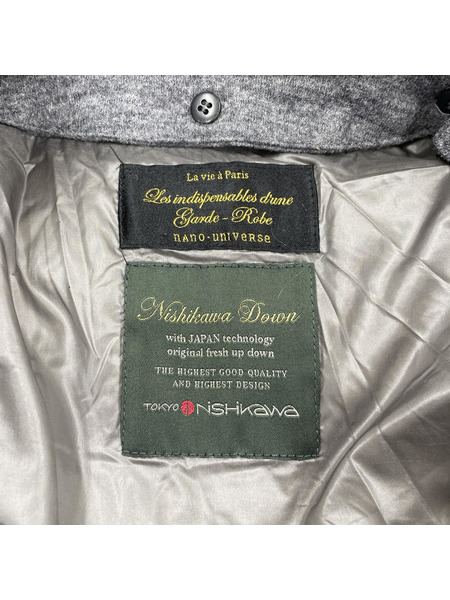 La vie à Paris
Les indispensables d'une
Garde - Robe
nano·universe
Nishikawa Down
with JAPAN technology
original fresh up down
THE HIGHEST GOOD QUALITY
AND HIGHEST DESIGN
TOKYO NISHIKAWA